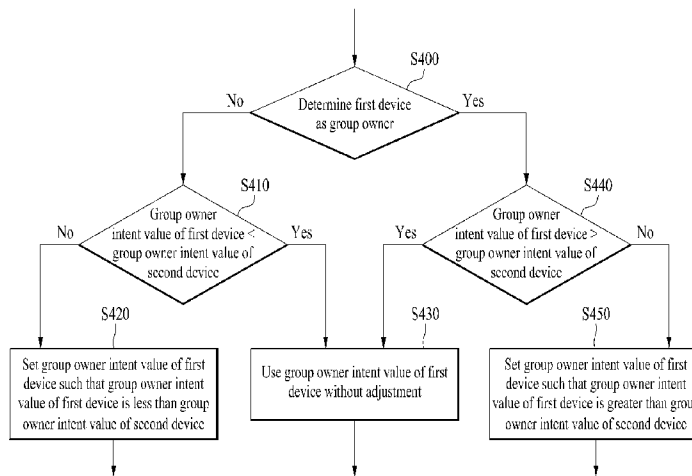 S400
No
Determine first device
as group owner
Yes
S410
S440
No
Group owner
intent value of first device <
group owner intent value of
second device
Yes
Yes
Group owner
intent value of first device >
group owner intent value of
second device
No
S420
S430
S450
Set group owner intent value of first
device such that group owner intent
value of first device is less than group
owner intent value of second device
Use group owner intent value of first
device without adjustment
Set group owner intent value of first
device such that group owner intent
value of first device is greater than group
owner intent value of second device